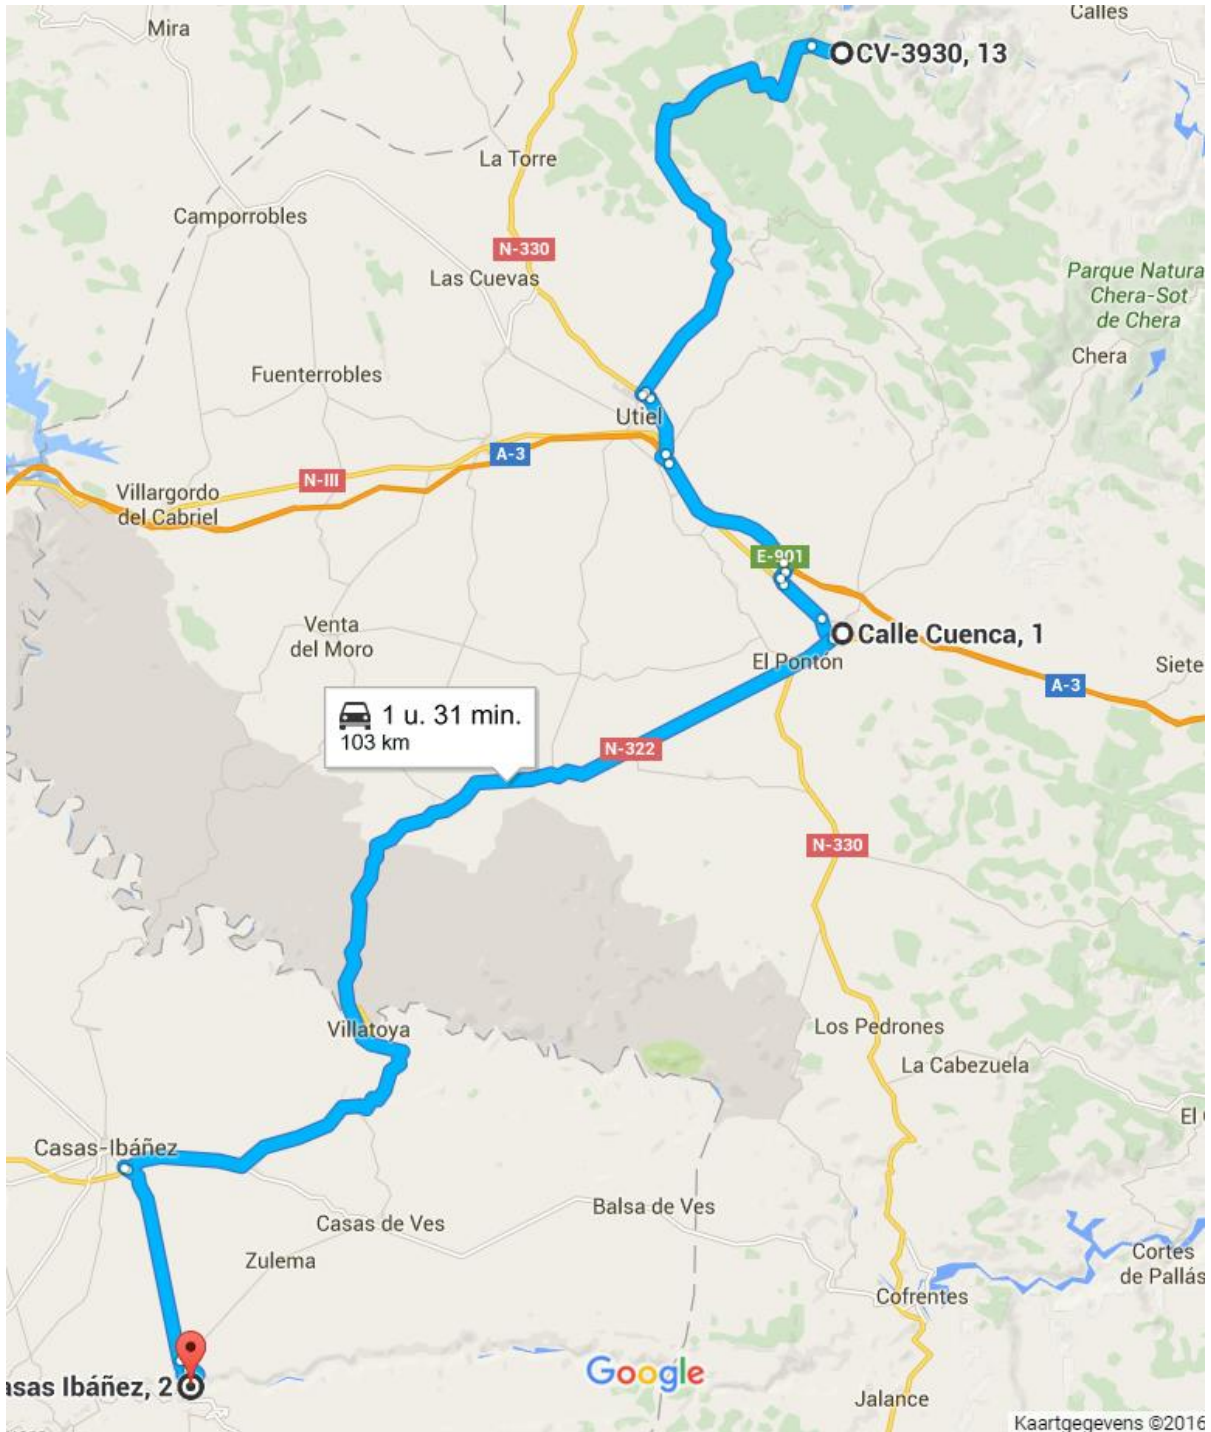 Calles
Mira
CV-3930, 13
La Torre
Camporrobles
N-330
Las Cuevas
Parque Natura
Chera-Sot
de Chera
Chera
Fuenterrobles
Utiel
A-3
N-III
Villargordo
del Cabriel
E-901
Venta
del Moro
Calle Cuenca, 1
El Pontón
Siete
A-3
1 u. 31 min.
103 km
N-322
N-330
Villatoya
Los Pedrones
La Cabezuela
El
Casas-Ibáñez
Casas de Ves
Balsa de Ves
Zulema
Cortes
de Pallás
Cofrentes
asas Ibáñez, 2
Google
Jalance
Kaartgegevens ©2016